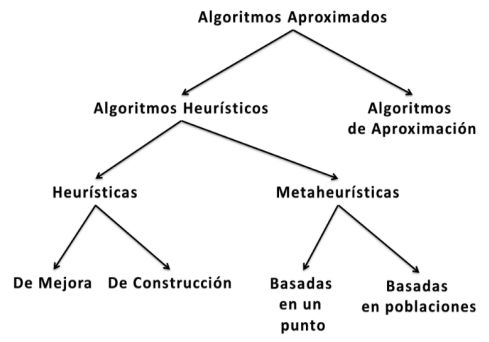 Algoritmos Aproximados
Algoritmos Heurísticos
Algoritmos
de Aproximación
Heurísticas
Metaheurísticas
De Mejora
De Construcción
Basadas
en un
punto
Basadas
en poblaciones